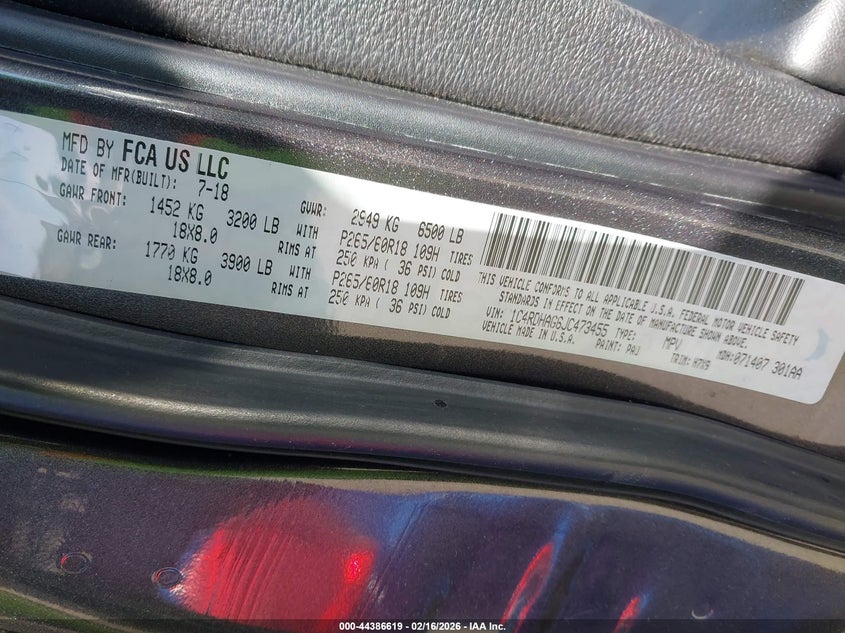 MFD BY FCA US LLC
DATE OF MFR(BUILT): 7-18
GAWR FRONT: 1452 KG 3200 LB WITH
18X8.0 RIMS AT
GAWR REAR: 1770 KG 3900 LB WITH
18X8.0 RIMS AT
GVWR: 2949 KG 6500 LB
P265/60R18 109H TIRES
250 KPA ( 36 PSI) COLD
P265/60R18 109H TIRES
250 KPA ( 36 PSI) COLD
THIS VEHICLE CONFORMS TO ALL APPLICABLE U.S.A. FEDERAL MOTOR VEHICLE SAFETY
STANDARDS IN EFFECT ON THE DATE OF MANUFACTURE SHOWN ABOVE.
VIN: 1C4RDHAG6JC473455 TYPE: MPV MDH:071407 301AA
VEHICLE MADE IN U.S.A. PAINT: PAU TRIM: H7X9
000-44386619 - 02/16/2026 - IAA Inc.